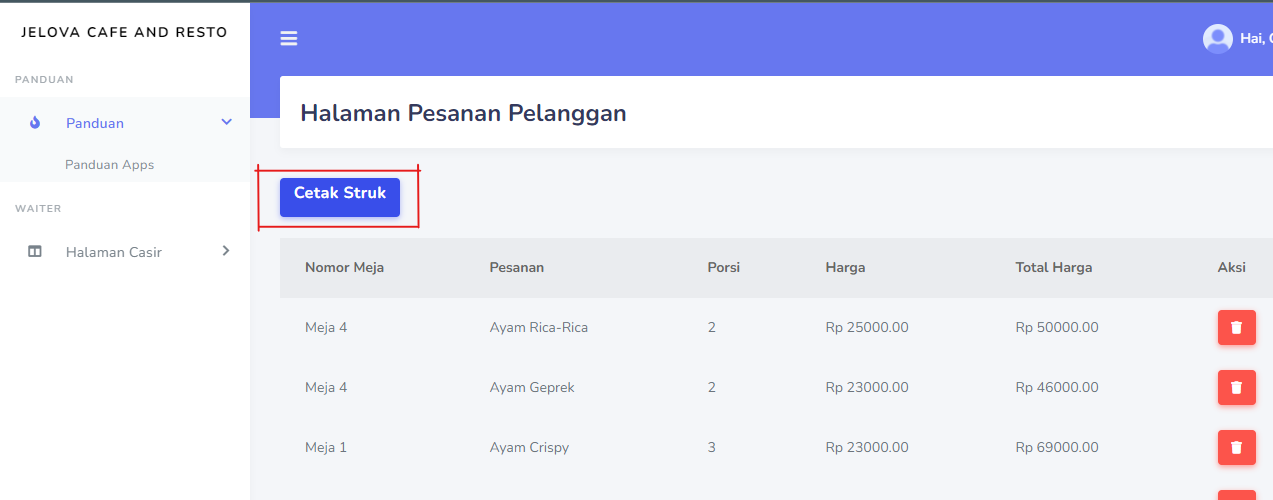 JELOVA CAFE AND RESTO
Hai,
PANDUAN
Panduan
Panduan Apps
WAITER
Halaman Casir
Halaman Pesanan Pelanggan
Cetak Struk
Nomor Meja Pesanan Porsi Harga Total Harga Aksi
Meja 4 Ayam Rica-Rica 2 Rp 25000.00 Rp 50000.00
Meja 4 Ayam Geprek 2 Rp 23000.00 Rp 46000.00
Meja 1 Ayam Crispy 3 Rp 23000.00 Rp 69000.00